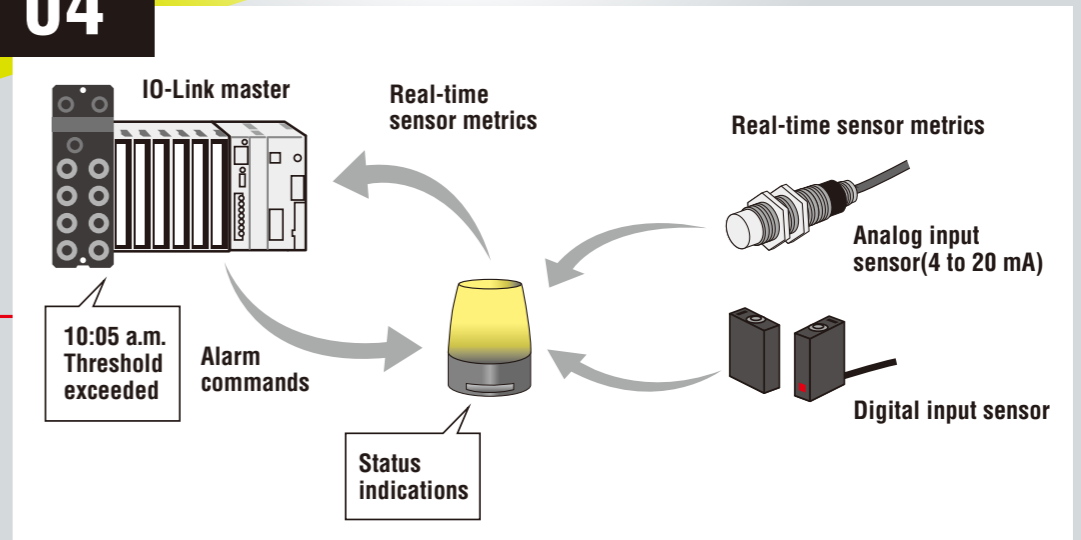 04
IO-Link master
Real-time
sensor metrics
Real-time sensor metrics
Analog input
sensor(4 to 20 mA)
10:05 a.m.
Threshold
exceeded
Alarm
commands
Digital input sensor
Status
indications